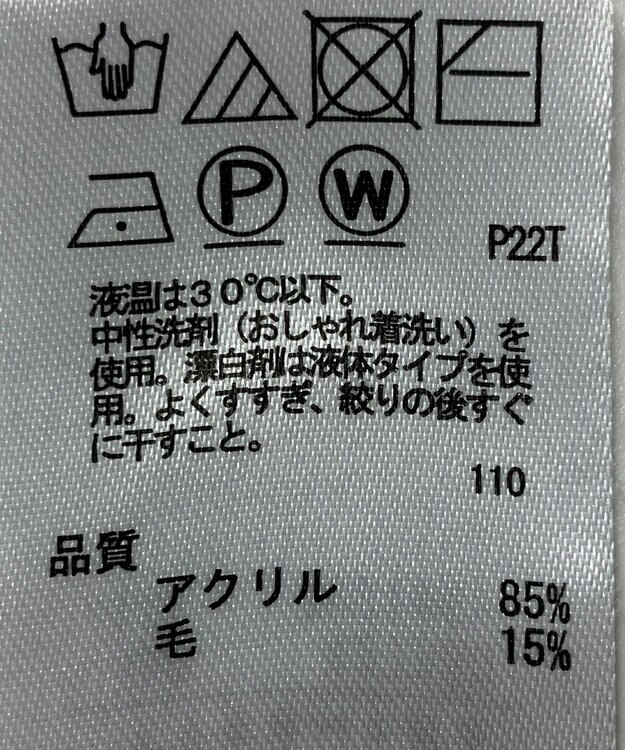 P
W
P22T
液温は30℃以下。
中性洗剤（おしゃれ着洗い）を
使用。漂白剤は液体タイプを使
用。よくすすぎ、絞りの後すぐ
に干すこと。
110
品質
アクリル 85%
毛 15%